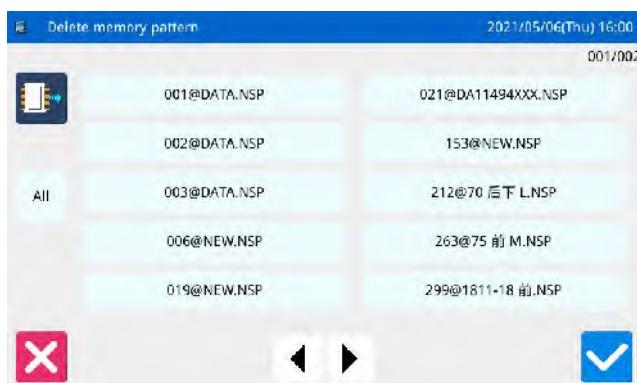 Delete memory pattern 2021/05/06(Thu) 16:00
001/002
001@DATA.NSP 021@DA11494XXX.NSP
002@DATA.NSP 153@NEW.NSP
All 003@DATA.NSP 212@70 后下 L.NSP
006@NEW.NSP 263@75 前 M.NSP
019@NEW.NSP 299@1811-18 前.NSP